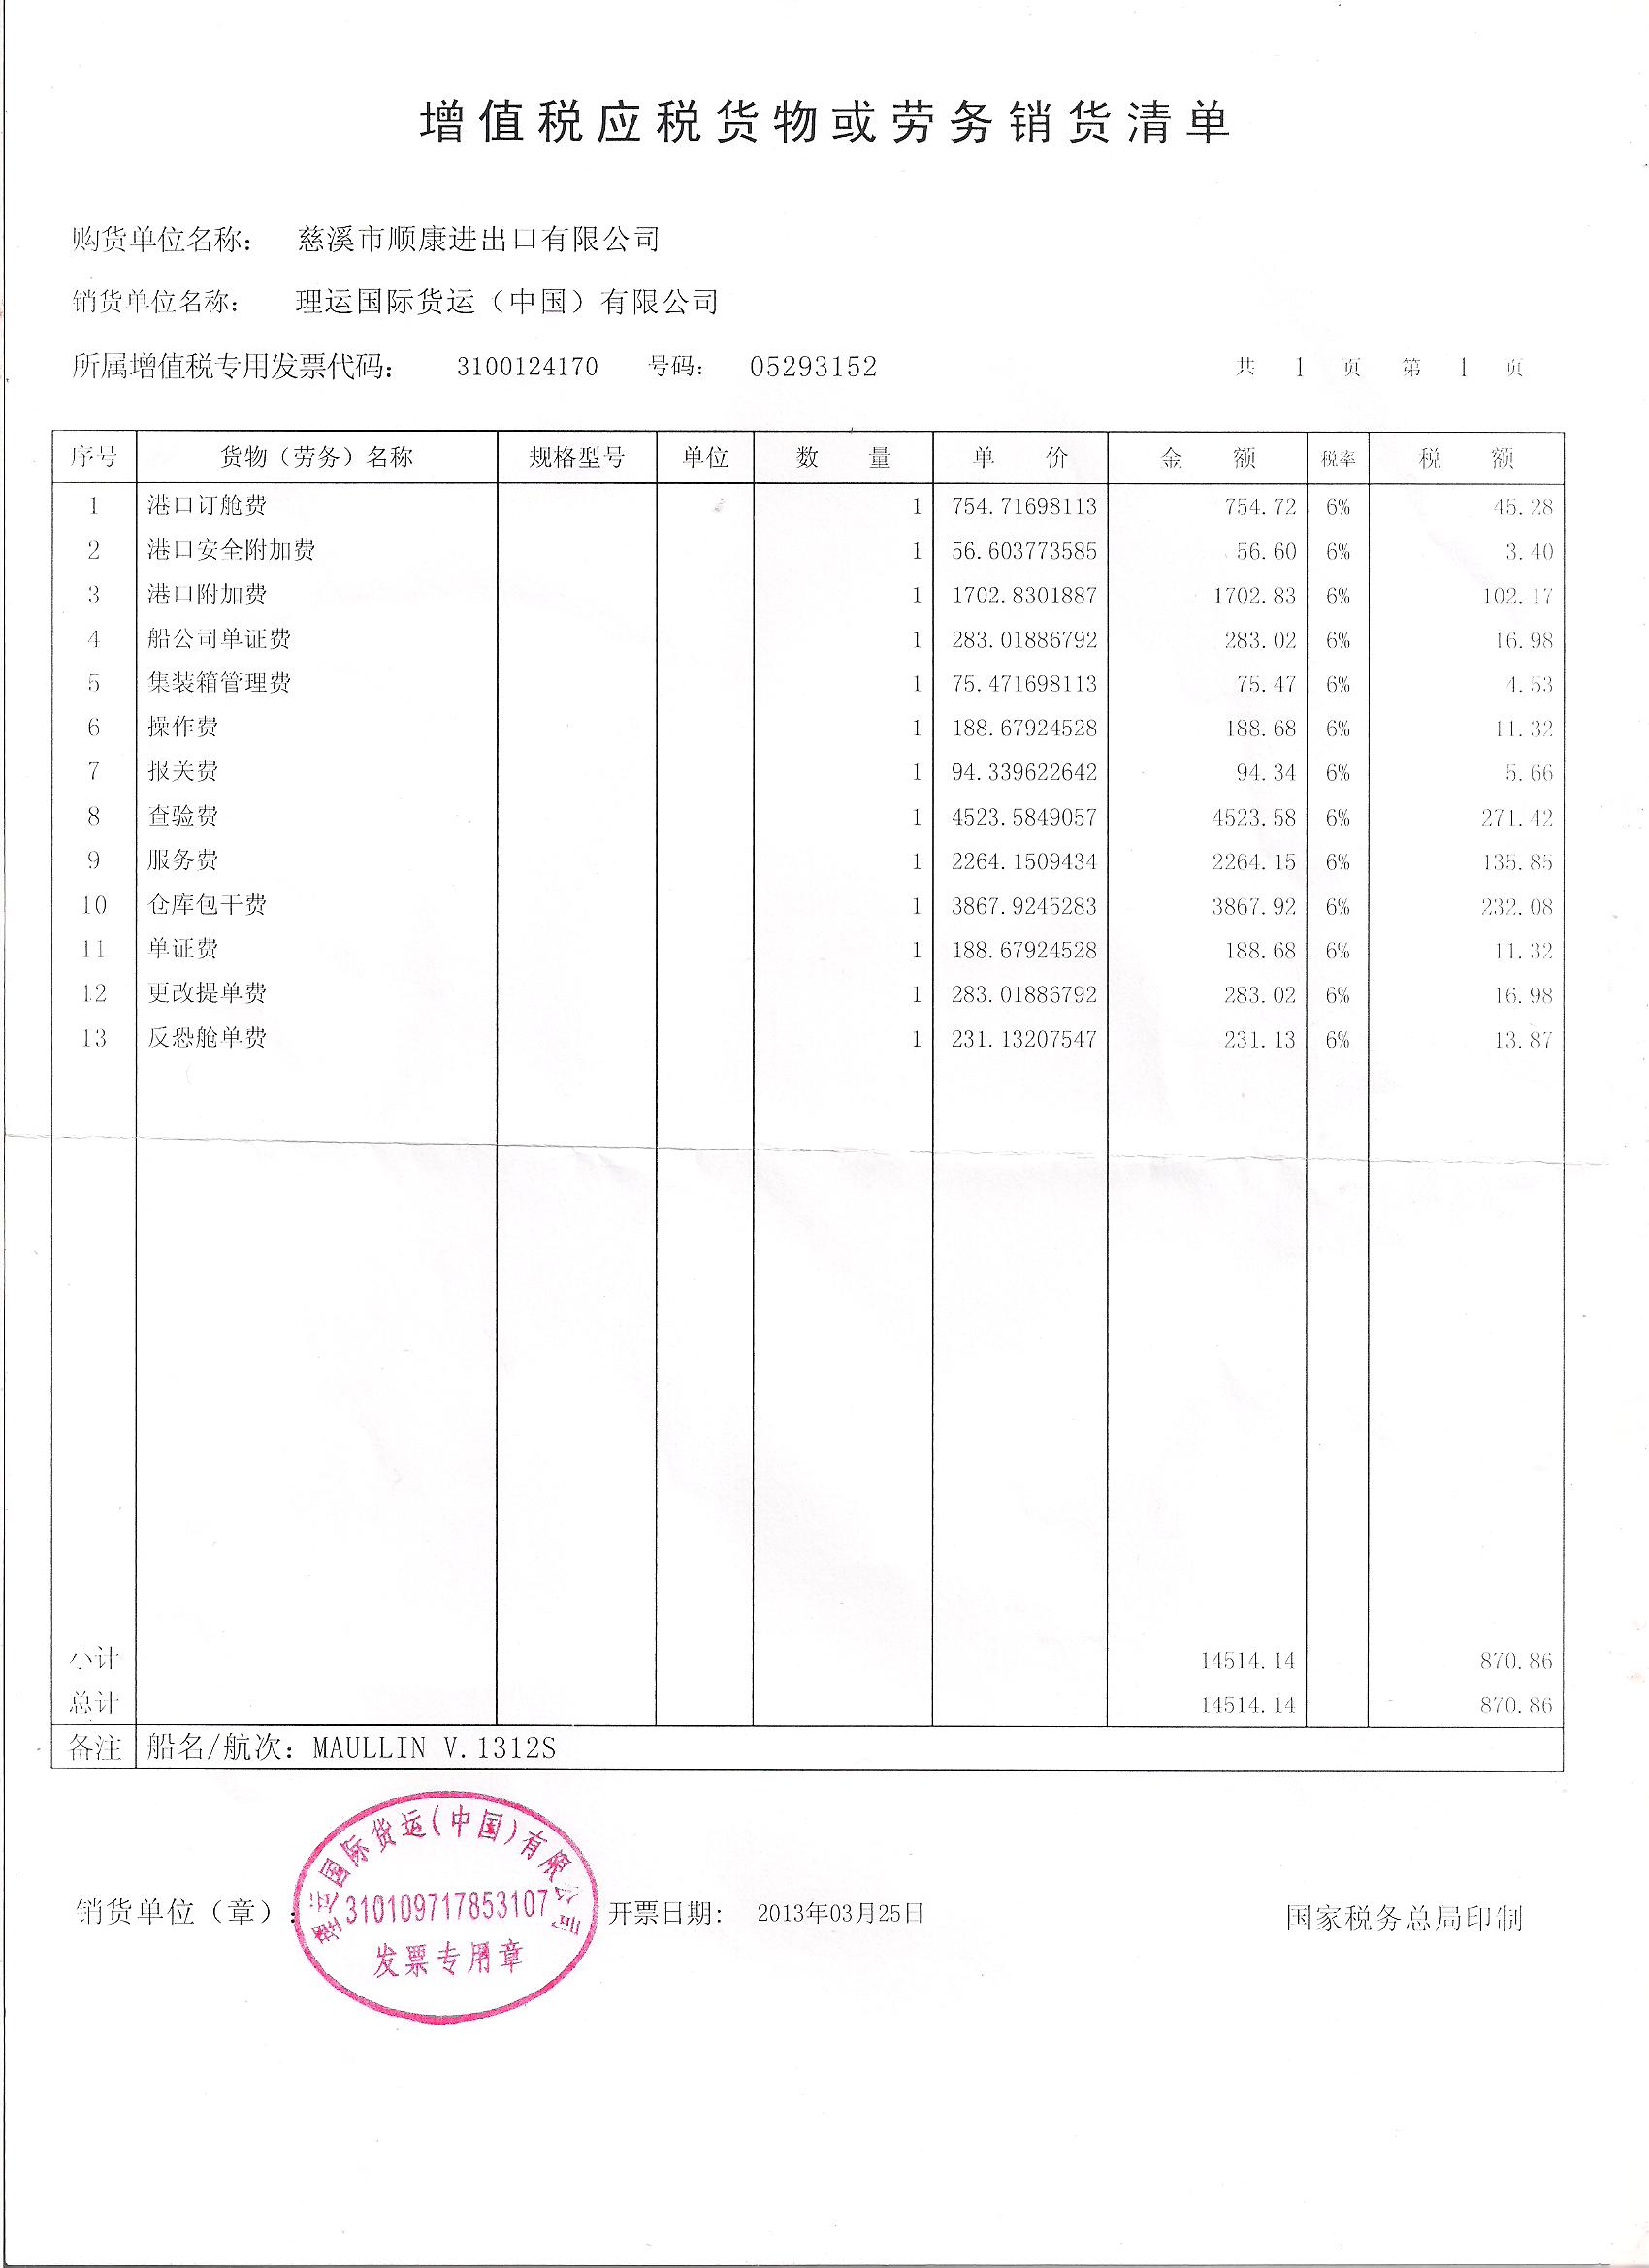 增值税应税货物或劳务销货清单
购货单位名称： 慈溪市顺康进出口有限公司
销货单位名称： 理运国际货运（中国）有限公司
所属增值税专用发票代码： 3100124170 号码： 05293152 共 1 页 第 1 页
序号 货物（劳务）名称 规格型号 单位 数 量 单 价 金 额 税率 税 额
1 港口订舱费 1 754.71698113 754.72 6% 45.28
2 港口安全附加费 1 56.603773585 56.60 6% 3.40
3 港口附加费 1 1702.8301887 1702.83 6% 102.17
4 船公司单证费 1 283.01886792 283.02 6% 16.98
5 集装箱管理费 1 75.471698113 75.47 6% 4.53
6 操作费 1 188.67924528 188.68 6% 11.32
7 报关费 1 94.339622642 94.34 6% 5.66
8 查验费 1 4523.5849057 4523.58 6% 271.42
9 服务费 1 2264.1509434 2264.15 6% 135.85
10 仓库包干费 1 3867.9245283 3867.92 6% 232.08
11 单证费 1 188.67924528 188.68 6% 11.32
12 更改提单费 1 283.01886792 283.02 6% 16.98
13 反恐舱单费 1 231.13207547 231.13 6% 13.87
小计 14514.14 870.86
总计 14514.14 870.86
备注 船名/航次: MAULLIN V.1312S
销货单位（章）： 开票日期: 2013年03月25日 国家税务总局印制
理运国际货运(中国)有限公司
310109717853107
发票专用章